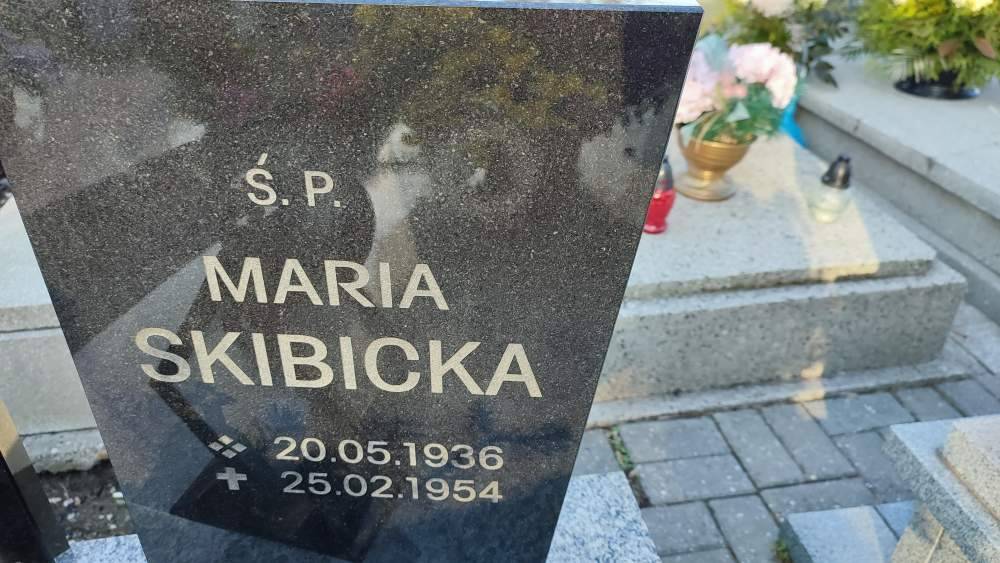 Ś. P.
MARIA
SKIBICKA
20.05.1936
25.02.1954